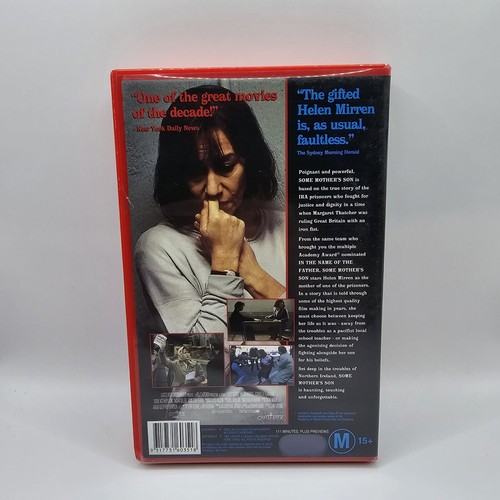 "One of the great movies
of the decade!"
- New York Daily News
"The gifted
Helen Mirren
is, as usual,
faultless."
The Sydney Morning Herald
Poignant and powerful,
SOME MOTHER'S SON is
based on the true story of the
IRA prisoners who fought for
justice and dignity in a time
when Margaret Thatcher was
ruling Great Britain with an
iron fist.
From the same team who
brought you the multiple
Academy Award nominated
IN THE NAME OF THE
FATHER, SOME MOTHER'S
SON stars Helen Mirren as the
mother of one of the prisoners.
In a story that is told through
some of the highest quality
film making in years, she
must choose between keeping
her life as it was - away from
the troubles as a pacifist local
school teacher - or making
the agonising decision of
fighting alongside her son
for his beliefs.
Set deep in the troubles of
Northern Ireland, SOME
MOTHER'S SON
is haunting, touching
and unforgettable.
111 MINUTES, PLUS PREVIEWS
M 15+
9 317731 603518